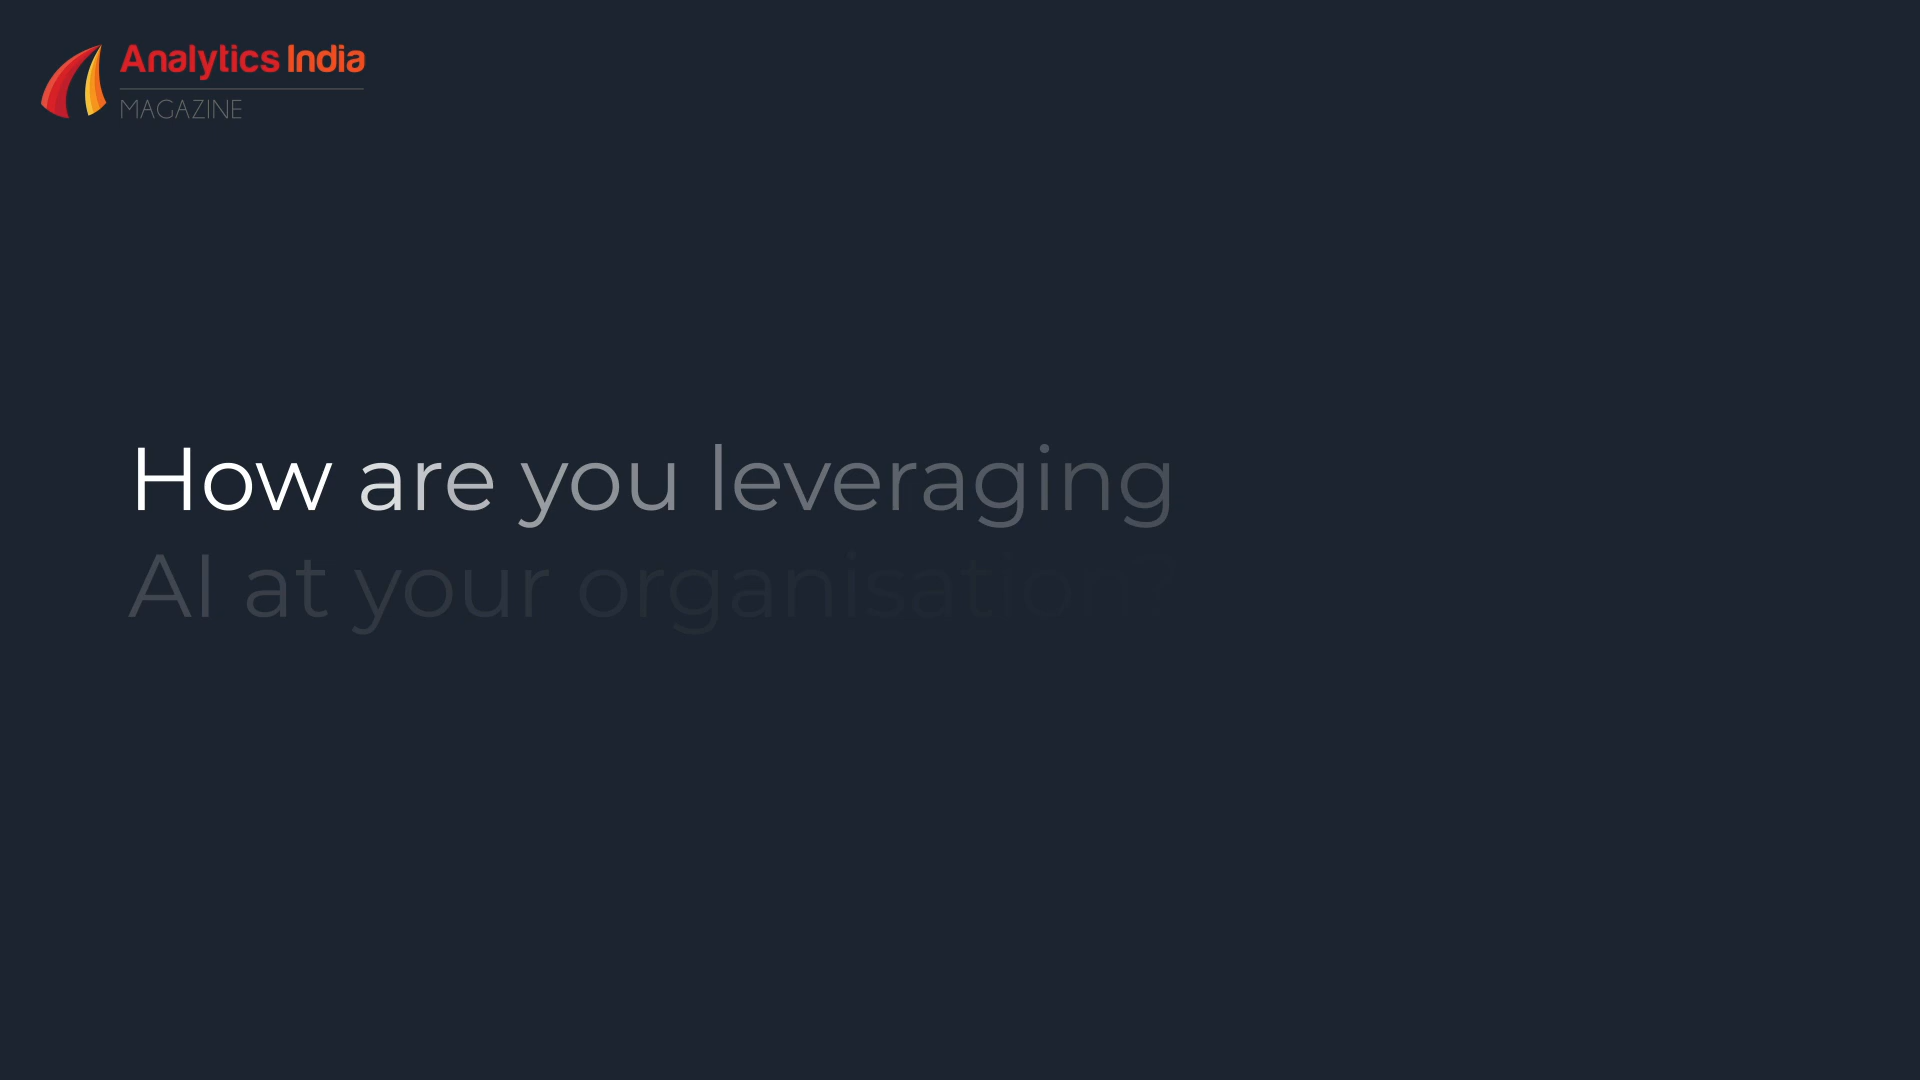 Analytics India
MAGAZINE
How are you leveraging
AI at your organisation?